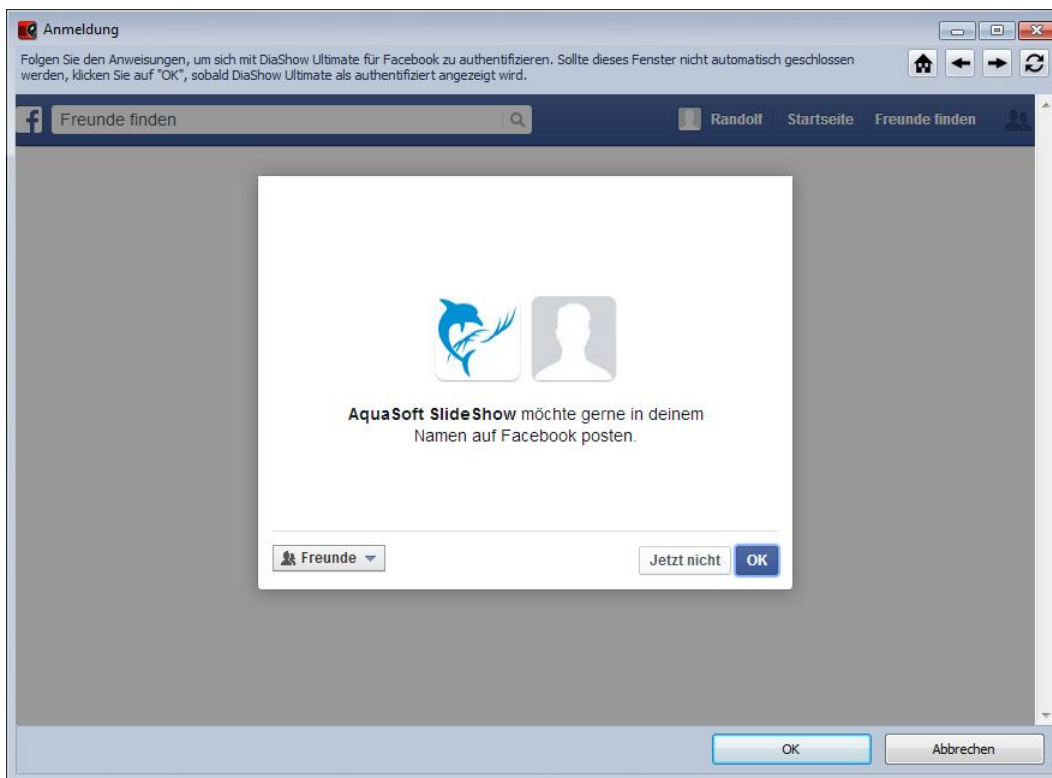 Anmeldung
Folgen Sie den Anweisungen, um sich mit DiaShow Ultimate für Facebook zu authentifizieren. Sollte dieses Fenster nicht automatisch geschlossen
werden, klicken Sie auf "OK", sobald DiaShow Ultimate als authentifiziert angezeigt wird.
Freunde finden
Randolf Startseite Freunde finden
AquaSoft SlideShow möchte gerne in deinem
Namen auf Facebook posten.
Freunde Jetzt nicht OK
OK Abbrechen